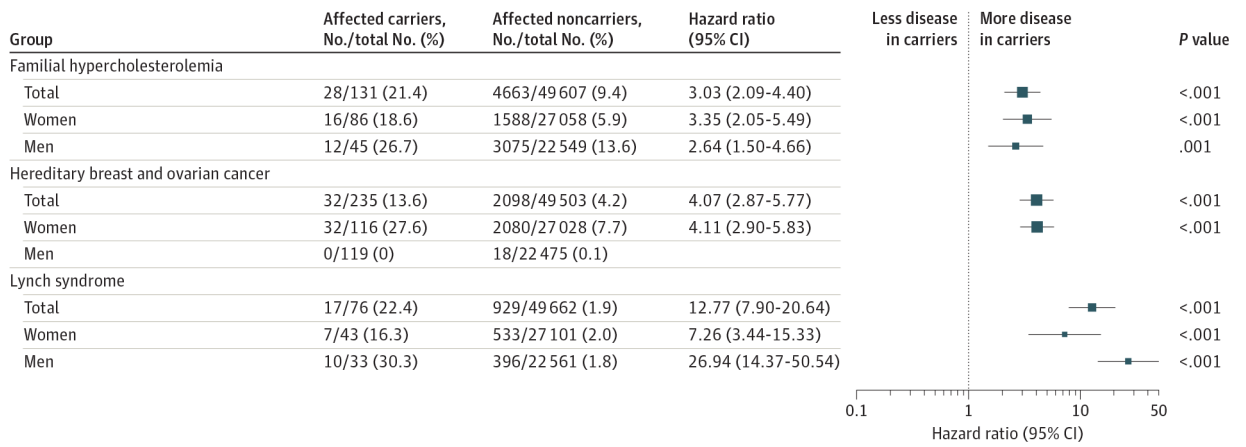 Group Affected carriers, No./total No. (%) Affected noncarriers, No./total No. (%) Hazard ratio (95% CI) Less disease in carriers More disease in carriers P value
Familial hypercholesterolemia
Total 28/131 (21.4) 4663/49 607 (9.4) 3.03 (2.09-4.40) <.001
Women 16/86 (18.6) 1588/27 058 (5.9) 3.35 (2.05-5.49) <.001
Men 12/45 (26.7) 3075/22 549 (13.6) 2.64 (1.50-4.66) .001
Hereditary breast and ovarian cancer
Total 32/235 (13.6) 2098/49 503 (4.2) 4.07 (2.87-5.77) <.001
Women 32/116 (27.6) 2080/27 028 (7.7) 4.11 (2.90-5.83) <.001
Men 0/119 (0) 18/22 475 (0.1)
Lynch syndrome
Total 17/76 (22.4) 929/49 662 (1.9) 12.77 (7.90-20.64) <.001
Women 7/43 (16.3) 533/27 101 (2.0) 7.26 (3.44-15.33) <.001
Men 10/33 (30.3) 396/22 561 (1.8) 26.94 (14.37-50.54) <.001
0.1 1 10 50
Hazard ratio (95% CI)